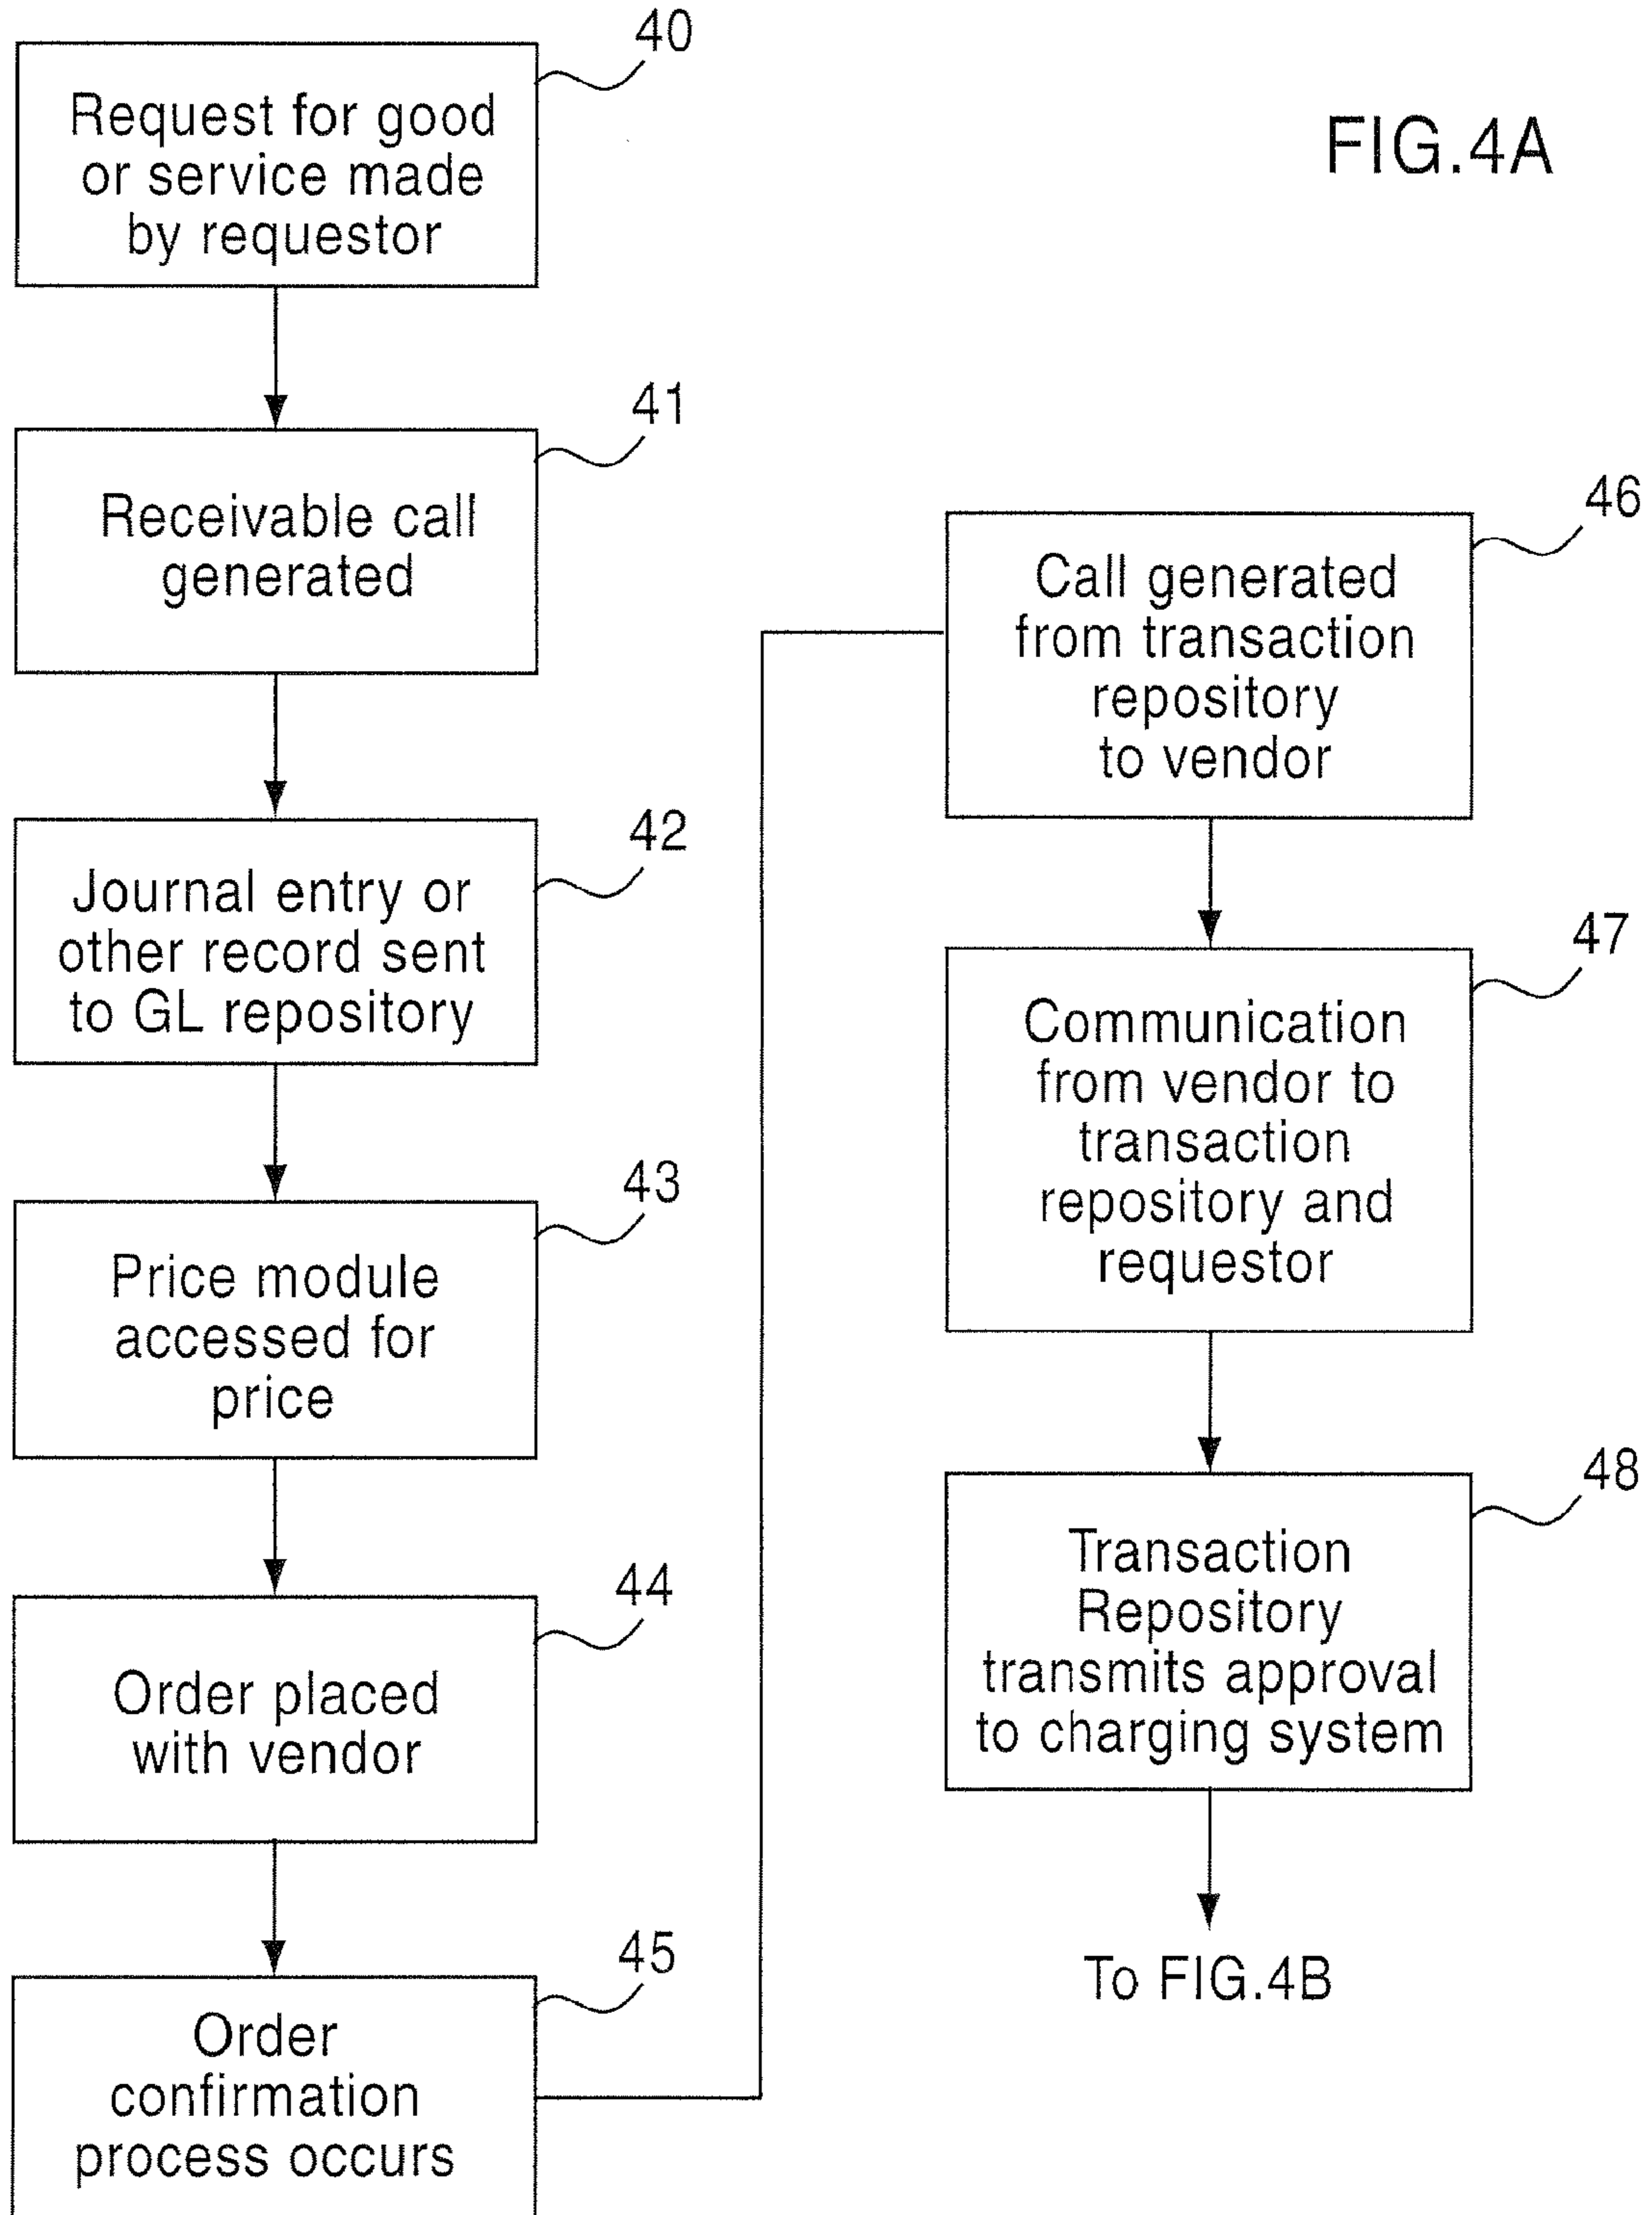 FIG.4A
40
Request for good
or service made
by requestor
41
Receivable call
generated
42
Journal entry or
other record sent
to GL repository
43
Price module
accessed for
price
44
Order placed
with vendor
45
Order
confirmation
process occurs
46
Call generated
from transaction
repository
to vendor
47
Communication
from vendor to
transaction
repository and
requestor
48
Transaction
Repository
transmits approval
to charging system
To FIG.4B